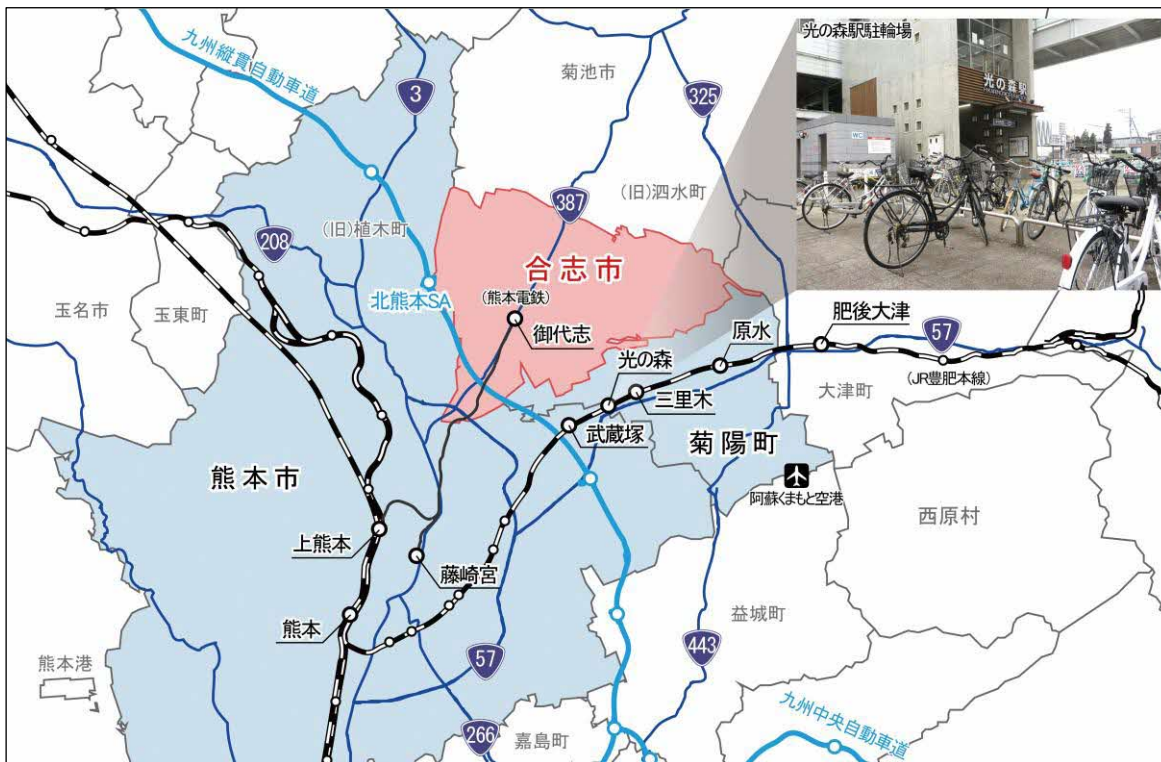 光の森駅駐輪場
光の森駅
WC
九州縦貫自動車道
3
菊池市
325
387
(旧)泗水町
(旧)植木町
208
合志市
北熊本SA
(熊本電鉄)
御代志
玉名市
玉東町
肥後大津
57
原水
光の森
(JR豊肥本線)
大津町
三里木
武蔵塚
菊陽町
熊本市
阿蘇くまもと空港
西原村
上熊本
藤崎宮
熊本
益城町
443
57
熊本港
266
嘉島町
九州中央自動車道